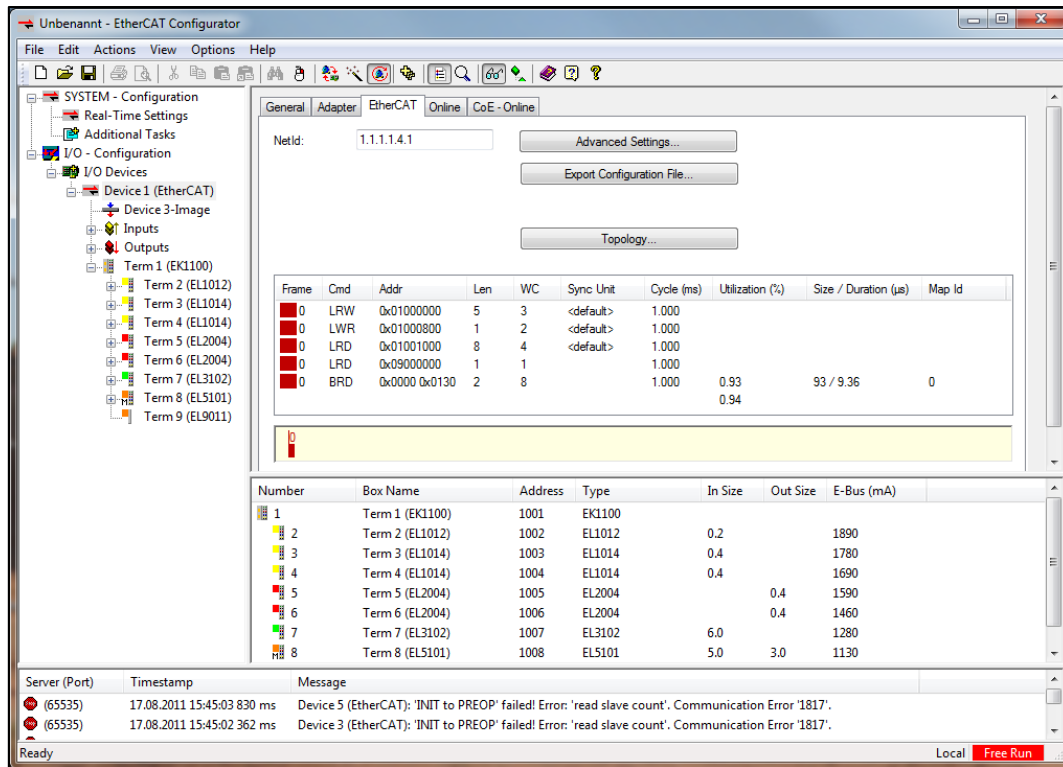 Unbenannt - EtherCAT Configurator
File Edit Actions View Options Help
SYSTEM - Configuration
Real-Time Settings
Additional Tasks
I/O - Configuration
I/O Devices
Device 1 (EtherCAT)
Device 3-Image
Inputs
Outputs
Term 1 (EK1100)
Term 2 (EL1012)
Term 3 (EL1014)
Term 4 (EL1014)
Term 5 (EL2004)
Term 6 (EL2004)
Term 7 (EL3102)
Term 8 (EL5101)
Term 9 (EL9011)
General Adapter EtherCAT Online CoE - Online
NetId: 1.1.1.1.4.1 Advanced Settings...
Export Configuration File...
Topology...
Frame Cmd Addr Len WC Sync Unit Cycle (ms) Utilization (%) Size / Duration (µs) Map Id
0 LRW 0x01000000 5 3 <default> 1.000
0 LWR 0x01000800 1 2 <default> 1.000
0 LRD 0x01001000 8 4 <default> 1.000
0 LRD 0x09000000 1 1 1.000
0 BRD 0x0000 0x0130 2 8 1.000 0.93 93 / 9.36 0
0.94
0
Number Box Name Address Type In Size Out Size E-Bus (mA)
1 Term 1 (EK1100) 1001 EK1100
2 Term 2 (EL1012) 1002 EL1012 0.2 1890
3 Term 3 (EL1014) 1003 EL1014 0.4 1780
4 Term 4 (EL1014) 1004 EL1014 0.4 1690
5 Term 5 (EL2004) 1005 EL2004 0.4 1590
6 Term 6 (EL2004) 1006 EL2004 0.4 1460
7 Term 7 (EL3102) 1007 EL3102 6.0 1280
8 Term 8 (EL5101) 1008 EL5101 5.0 3.0 1130
Server (Port) Timestamp Message
(65535) 17.08.2011 15:45:03 830 ms Device 5 (EtherCAT): 'INIT to PREOP' failed! Error: 'read slave count'. Communication Error '1817'.
(65535) 17.08.2011 15:45:02 362 ms Device 3 (EtherCAT): 'INIT to PREOP' failed! Error: 'read slave count'. Communication Error '1817'.
Ready Local Free Run